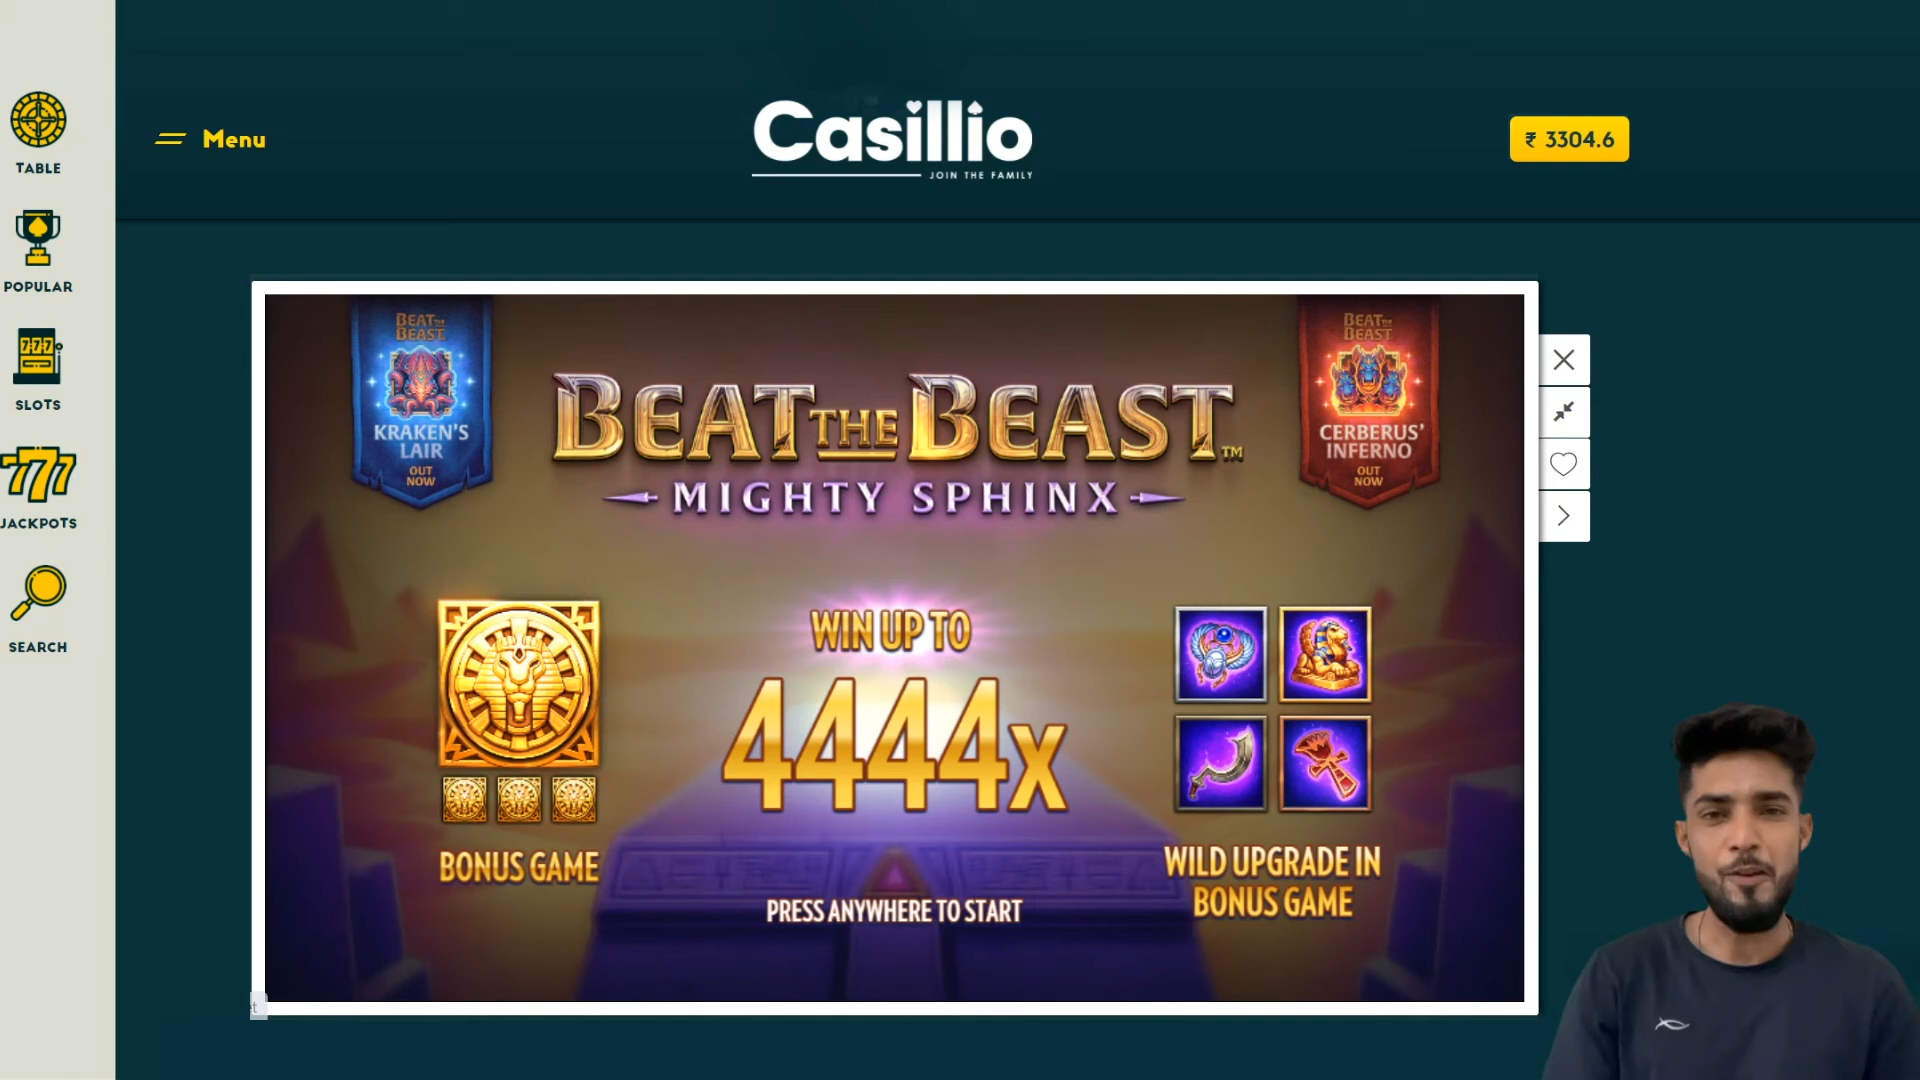 TABLE
POPULAR
SLOTS
777
JACKPOTS
SEARCH
Menu
Casillio
JOIN THE FAMILY
₹ 3304.6
BEAT THE BEAST
KRAKEN'S
LAIR
OUT
NOW
BEAT THE BEAST™
MIGHTY SPHINX
BEAT THE BEAST
CERBERUS'
INFERNO
OUT
NOW
WIN UP TO
4444x
BONUS GAME
PRESS ANYWHERE TO START
WILD UPGRADE IN
BONUS GAME